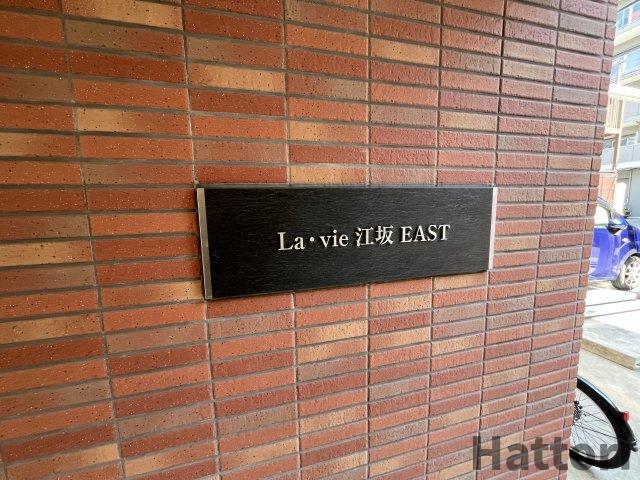 La・vie 江坂 EAST
Hattori